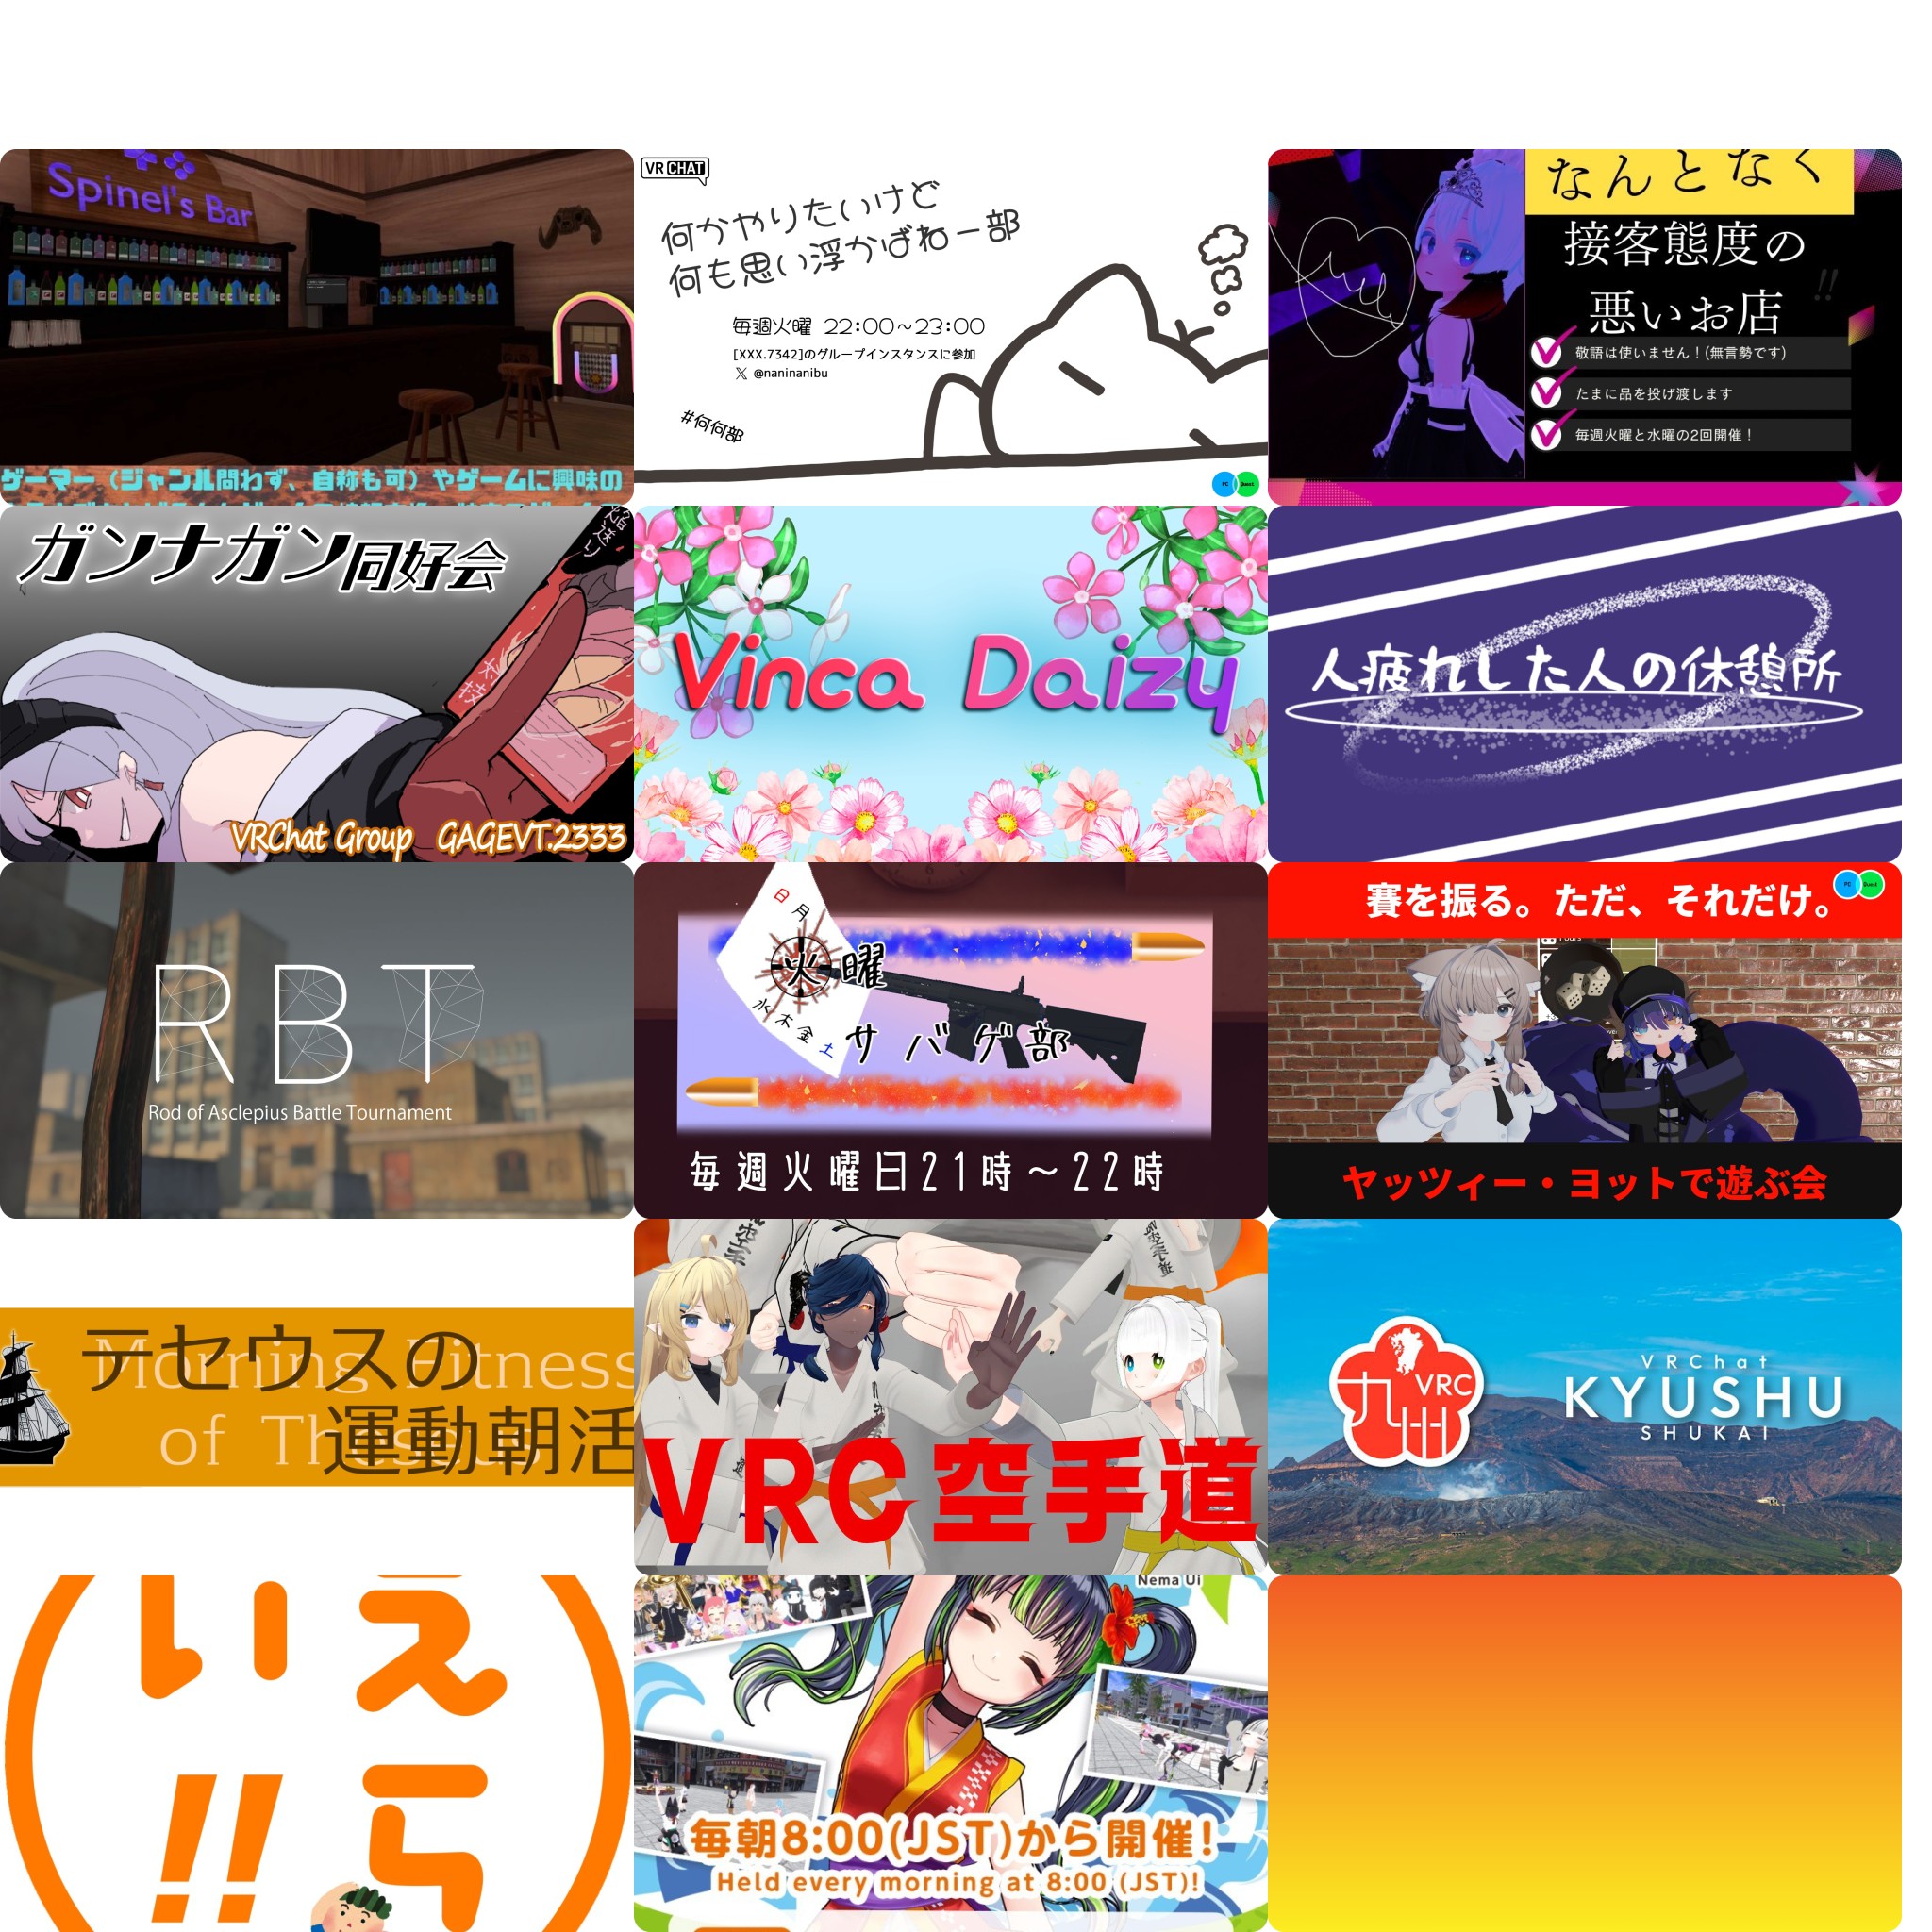 Spinel's Bar
ゲーマー（ジャンル問わず、自称も可）やゲームに興味の
VRCHAT
何かやりたいけど
何も思い浮かばねー部
毎週火曜 22:00～23:00
[XXX.7342]のグループインスタンスに参加
𝕏 @naninanibu
#何何部
PC Quest
なんとなく
接客態度の
悪いお店
!!
敬語は使いません！(無言勢です)
たまに品を投げ渡します
毎週火曜と水曜の2回開催！
ガンナガン同好会
VRChat Group GAGEVT.2333
Vinca Daizy
人疲れした人の休憩所
RBT
Rod of Asclepius Battle Tournament
日月火水木金土
曜
サバゲ部
毎週火曜日21時～22時
賽を振る。ただ、それだけ。
PC Quest
ヤッツィー・ヨットで遊ぶ会
テセウスの
Morning Fitness
運動朝活
of Theseus
VRC空手道
九州
VRC
VRChat
KYUSHU
SHUKAI
えら
い!!
Nema Ui
毎朝8:00(JST)から開催!
Held every morning at 8:00 (JST)!